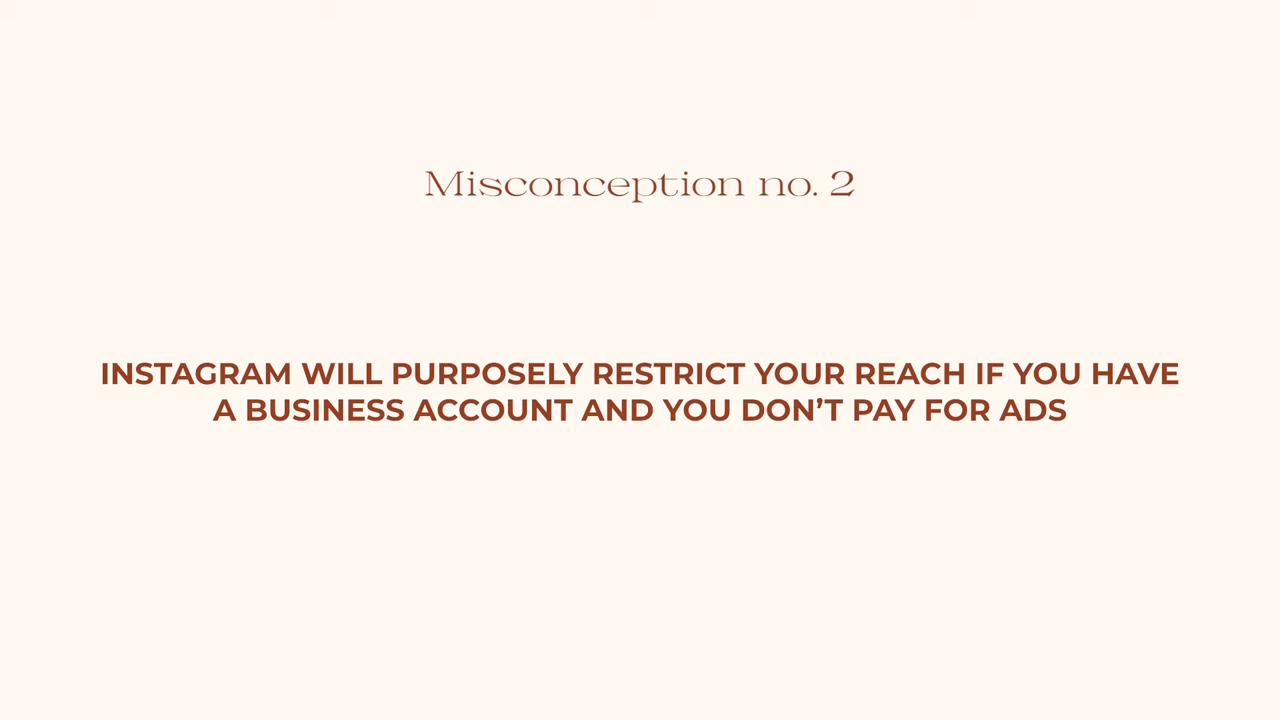 Misconception no. 2
INSTAGRAM WILL PURPOSELY RESTRICT YOUR REACH IF YOU HAVE
A BUSINESS ACCOUNT AND YOU DON’T PAY FOR ADS